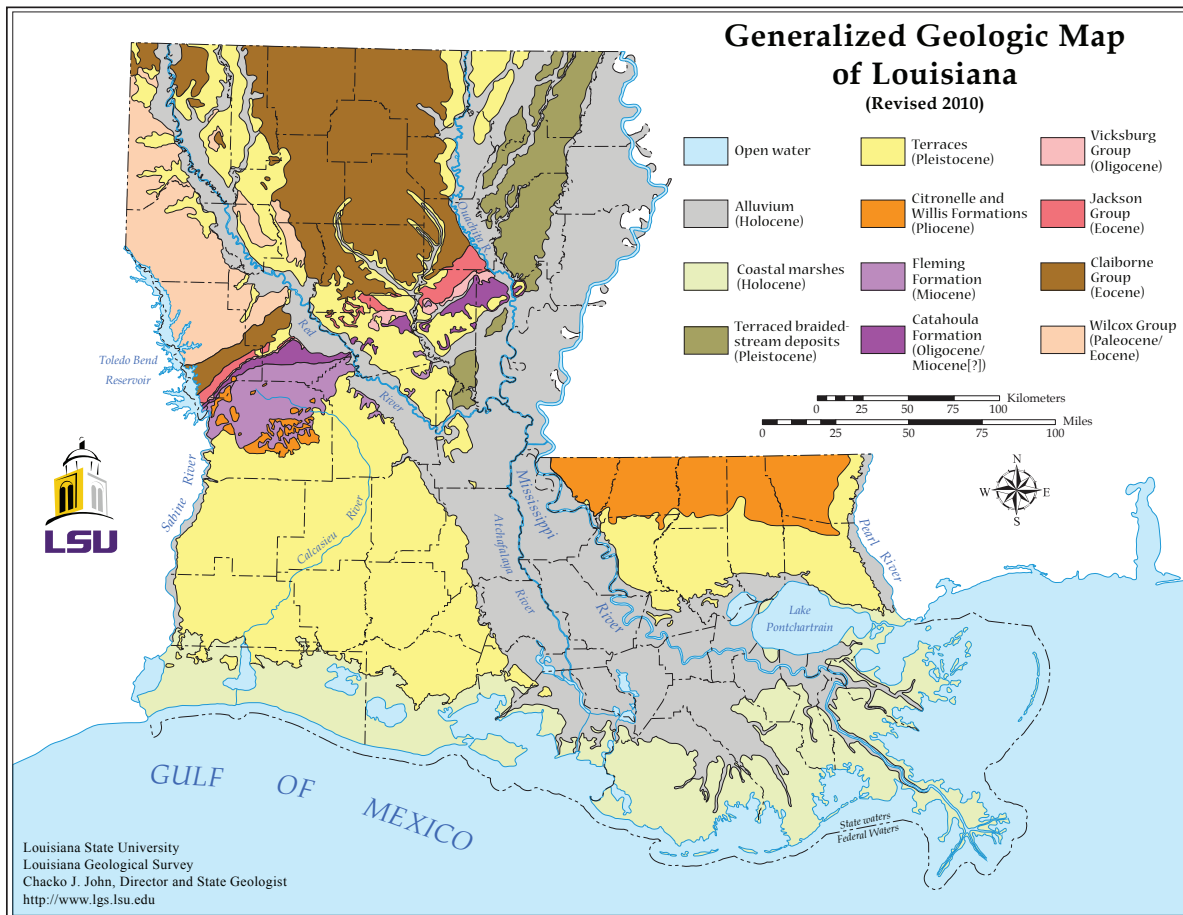 Generalized Geologic Map
of Louisiana
(Revised 2010)
Open water
Alluvium
(Holocene)
Coastal marshes
(Holocene)
Terraced braided-
stream deposits
(Pleistocene)
Terraces
(Pleistocene)
Citronelle and
Willis Formations
(Pliocene)
Fleming
Formation
(Miocene)
Catahoula
Formation
(Oligocene/
Miocene[?])
Vicksburg
Group
(Oligocene)
Jackson
Group
(Eocene)
Claiborne
Group
(Eocene)
Wilcox Group
(Paleocene/
Eocene)
0 25 50 75 100 Kilometers
0 25 50 75 100 Miles
N
W E
S
Ouachita R.
Red
River
Toledo Bend
Reservoir
LSU
Sabine River
Calcasieu River
Atchafalaya River
Mississippi
River
Pearl River
Lake
Pontchartrain
GULF OF MEXICO
State waters
Federal Waters
Louisiana State University
Louisiana Geological Survey
Chacko J. John, Director and State Geologist
http://www.lgs.lsu.edu